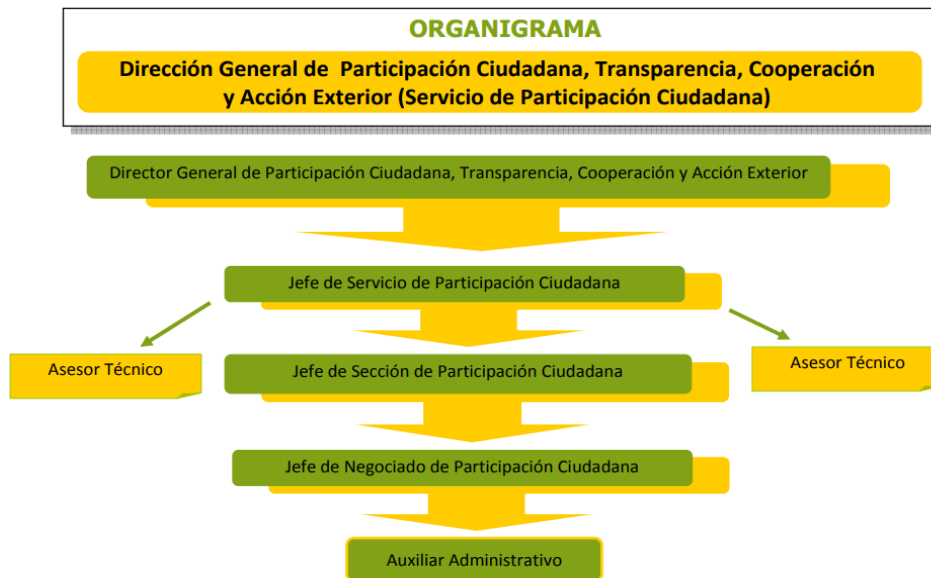 ORGANIGRAMA
Dirección General de Participación Ciudadana, Transparencia, Cooperación
y Acción Exterior (Servicio de Participación Ciudadana)
Director General de Participación Ciudadana, Transparencia, Cooperación y Acción Exterior
Jefe de Servicio de Participación Ciudadana
Asesor Técnico
Jefe de Sección de Participación Ciudadana
Asesor Técnico
Jefe de Negociado de Participación Ciudadana
Auxiliar Administrativo